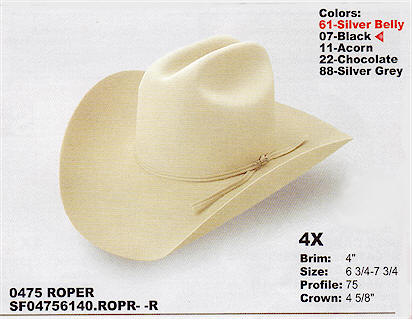 Colors:
61-Silver Belly
07-Black
11-Acorn
22-Chocolate
88-Silver Grey
4X
Brim: 4"
Size: 6 3/4-7 3/4
Profile: 75
Crown: 4 5/8"
0475 ROPER
SF04756140.ROPR- -R